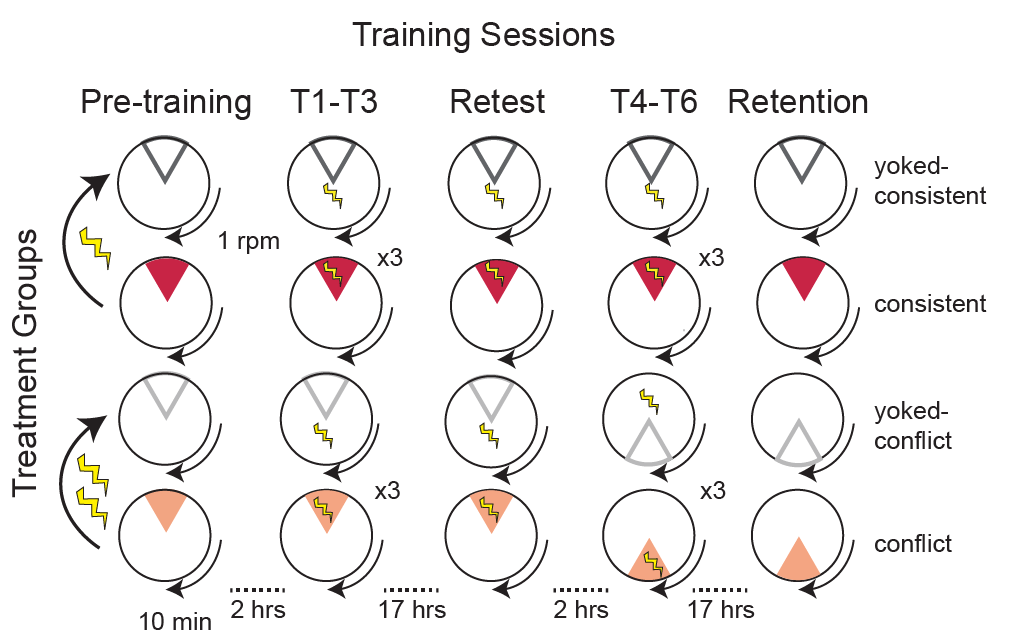 Training Sessions
Pre-training T1-T3 Retest T4-T6 Retention
yoked-
consistent
1 rpm
x3 x3
consistent
Treatment Groups
yoked-
conflict
x3 x3
conflict
2 hrs 17 hrs 2 hrs 17 hrs
10 min